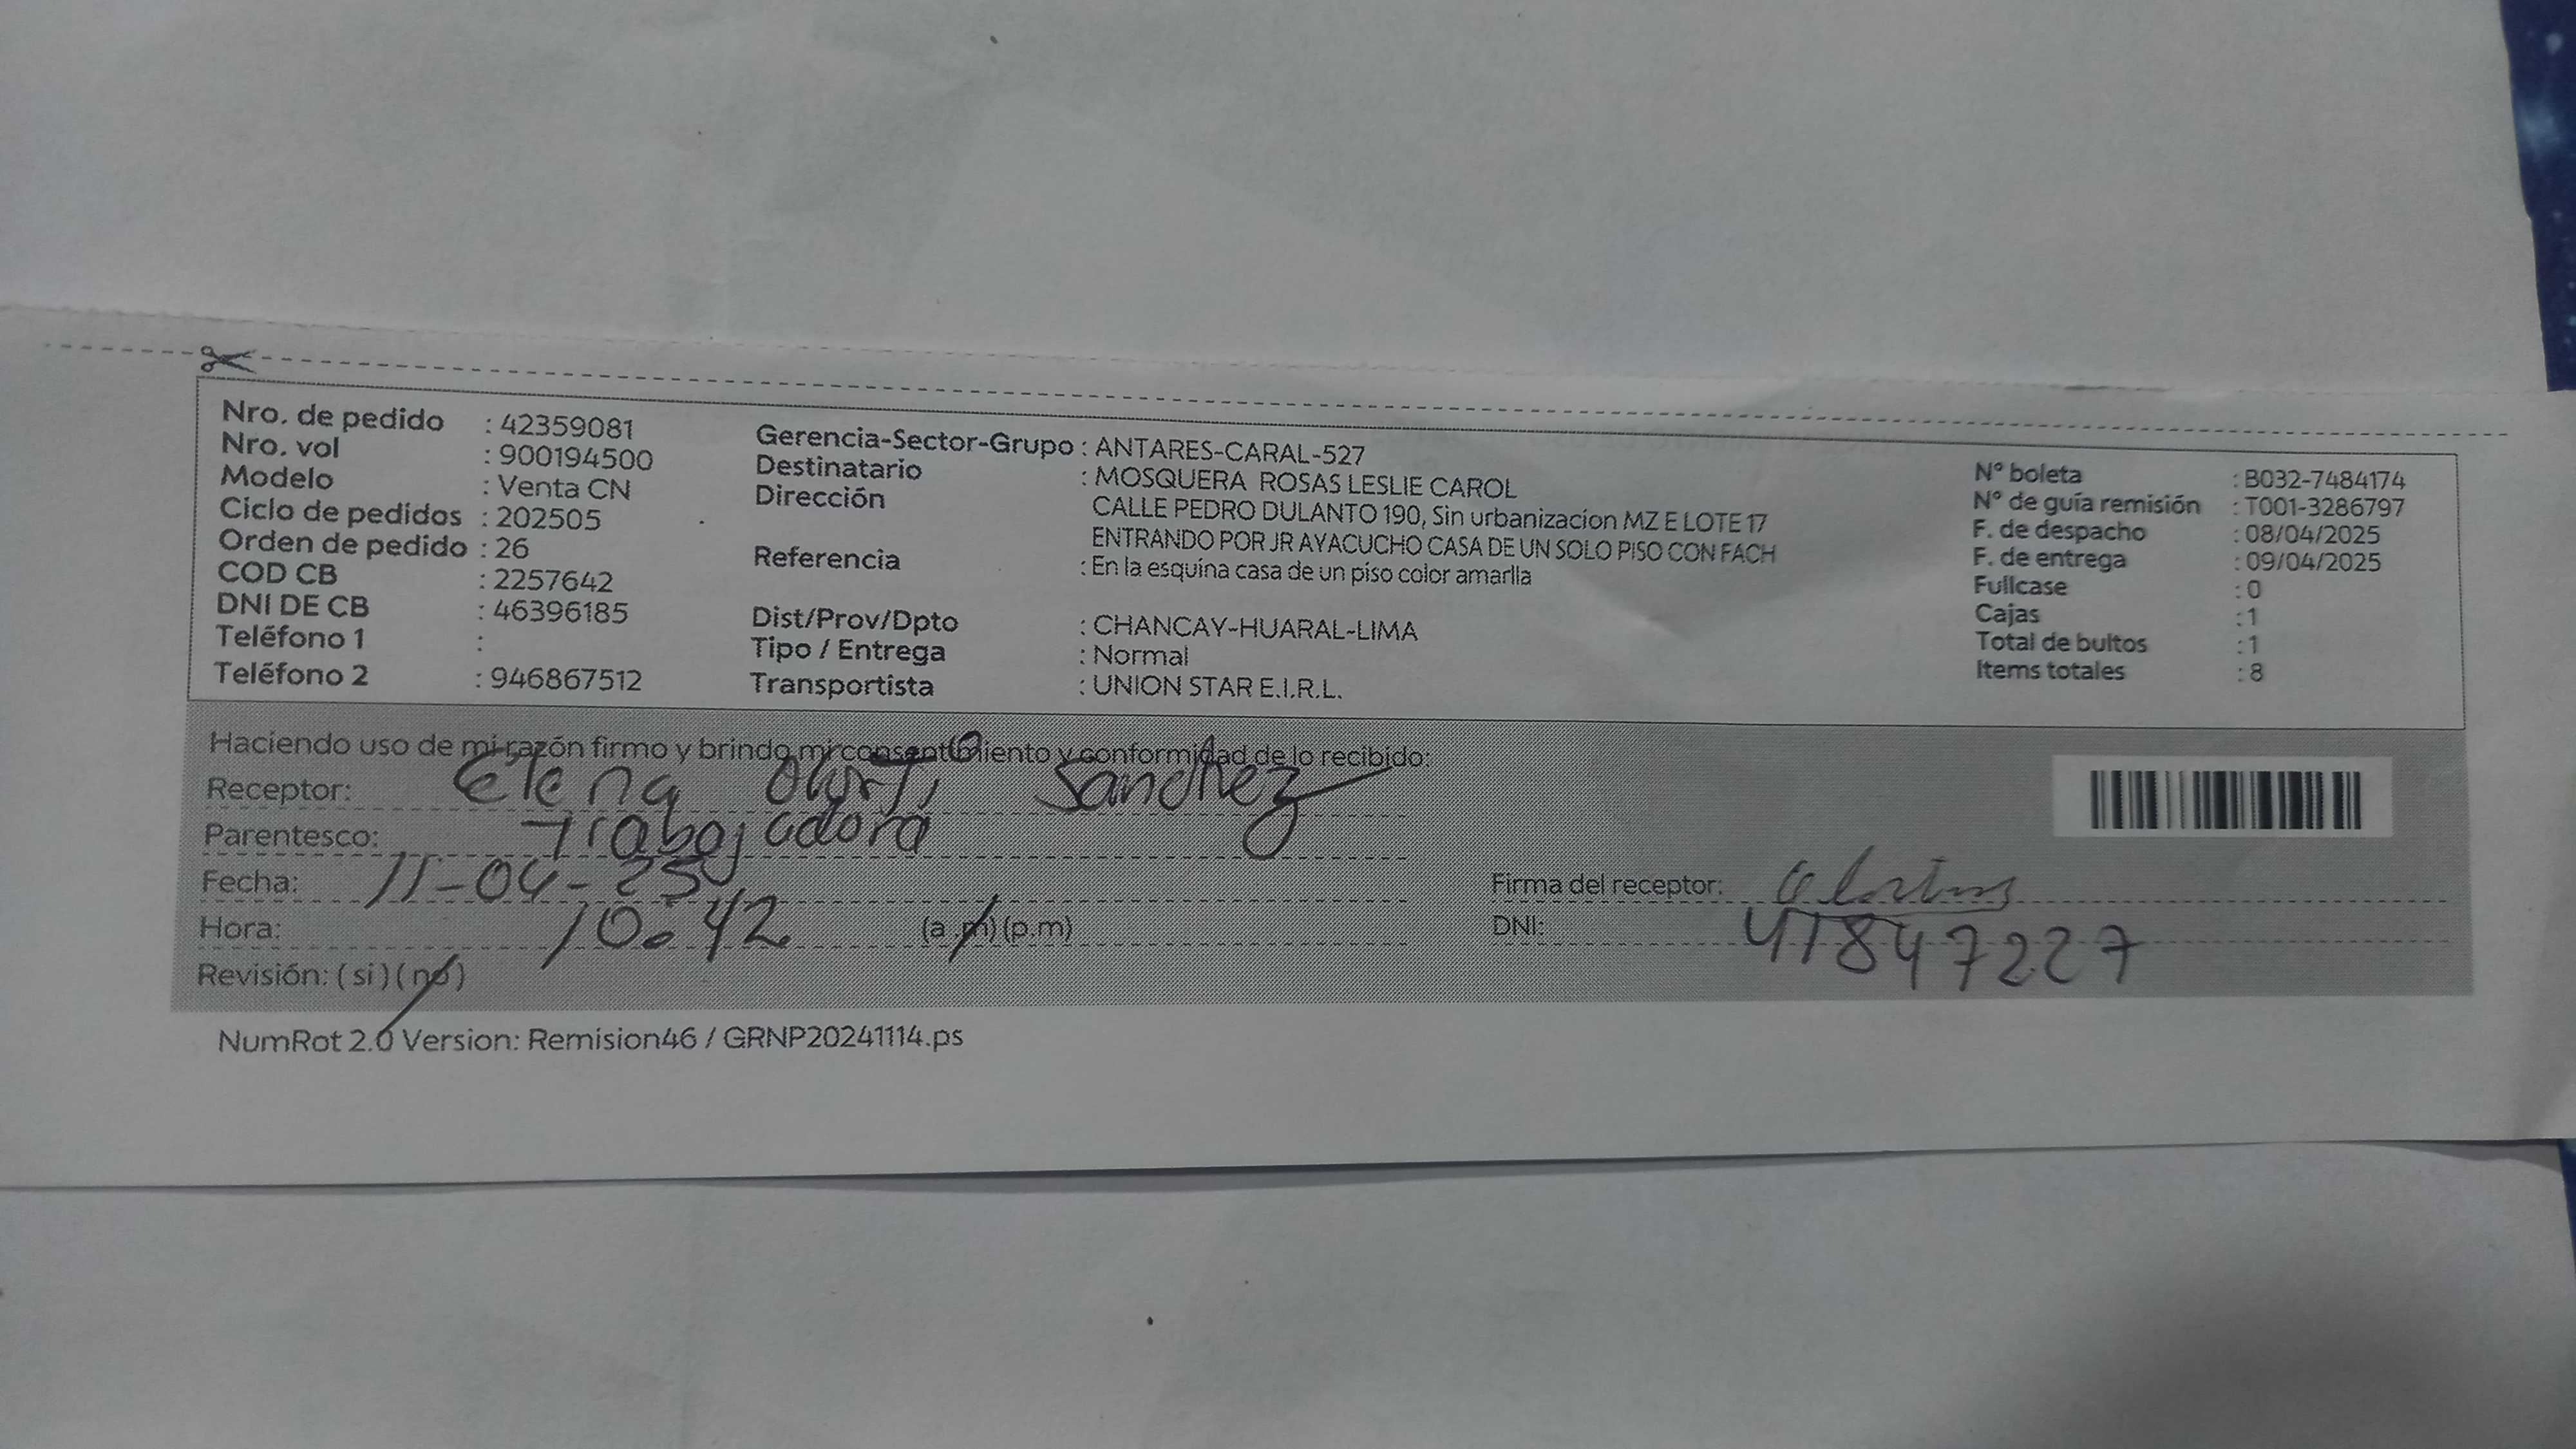 Nro. de pedido : 42359081
Nro. vol : 900194500
Modelo : Venta CN
Ciclo de pedidos : 202505
Orden de pedido : 26
COD CB : 2257642
DNI DE CB : 46396185
Teléfono 1 :
Teléfono 2 : 946867512
Gerencia-Sector-Grupo : ANTARES-CARAL-527
Destinatario : MOSQUERA ROSAS LESLIE CAROL
Dirección CALLE PEDRO DULANTO 190, Sin urbanizacion MZ E LOTE 17
ENTRANDO POR JR AYACUCHO CASA DE UN SOLO PISO CON FACH
Referencia : En la esquina casa de un piso color amarlla
Dist/Prov/Dpto : CHANCAY-HUARAL-LIMA
Tipo / Entrega : Normal
Transportista : UNION STAR E.I.R.L.
N° boleta : B032-7484174
N° de guía remisión : T001-3286797
F. de despacho : 08/04/2025
F. de entrega : 09/04/2025
Fullcase : 0
Cajas : 1
Total de bultos : 1
Items totales : 8
Haciendo uso de mi razón firmo y brindo mi consentimiento y conformidad de lo recibido:
Receptor: Elena Sanchez
Parentesco: Trabajadora
Fecha: 11-04-25
Hora: 10:42 (a.m) (p.m)
Revisión: (si) (no)
Firma del receptor:
DNI: 41847227
NumRot 2.0 Version: Remision46 / GRNP20241114.ps